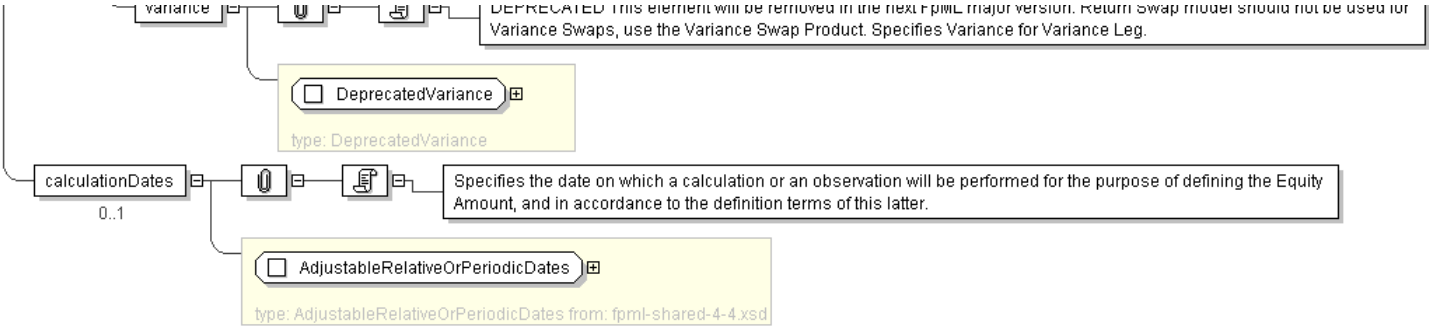 variance
DEPRECATED This element will be removed in the next FpML major version. Return Swap model should not be used for
Variance Swaps, use the Variance Swap Product. Specifies Variance for Variance Leg.
DeprecatedVariance
type: DeprecatedVariance
calculationDates
Specifies the date on which a calculation or an observation will be performed for the purpose of defining the Equity
Amount, and in accordance to the definition terms of this latter.
0..1
AdjustableRelativeOrPeriodicDates
type: AdjustableRelativeOrPeriodicDates from: fpml-shared-4-4.xsd